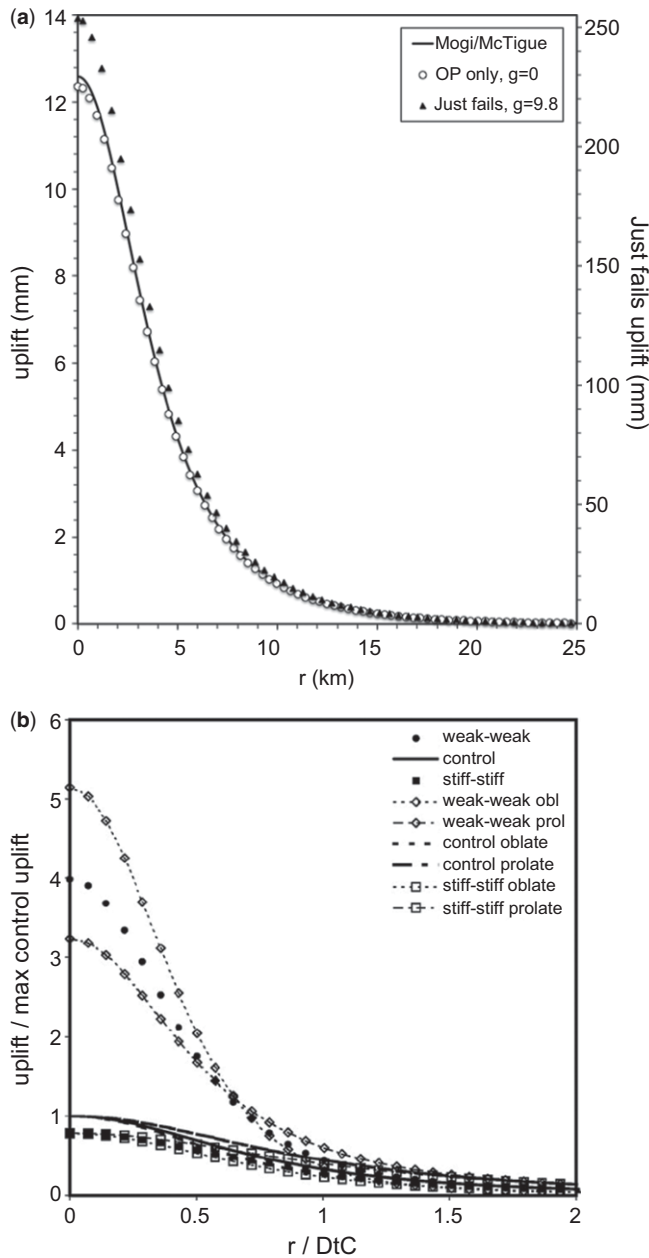 (a)
14
12
10
8
6
4
2
0
uplift (mm)
250
200
150
100
50
0
Just fails uplift (mm)
Mogi/McTigue
OP only, g=0
Just fails, g=9.8
0
5
10
15
20
25
r (km)
(b)
6
5
4
3
2
1
0
uplift / max control uplift
weak-weak
control
stiff-stiff
weak-weak obl
weak-weak prol
control oblate
control prolate
stiff-stiff oblate
stiff-stiff prolate
0
0.5
1
1.5
2
r / DtC